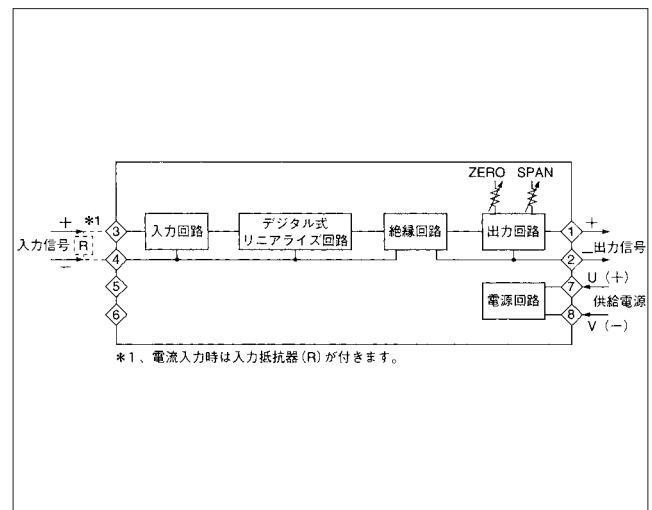 ZERO SPAN
＋ ＊1 3 入力回路 デジタル式 リニアライズ回路 絶縁回路 出力回路 1 ＋
入力信号 R 出力信号
− 4 2 −
5 7 U（＋）
電源回路 供給電源
6 8 V（−）
＊1、電流入力時は入力抵抗器（R）が付きます。